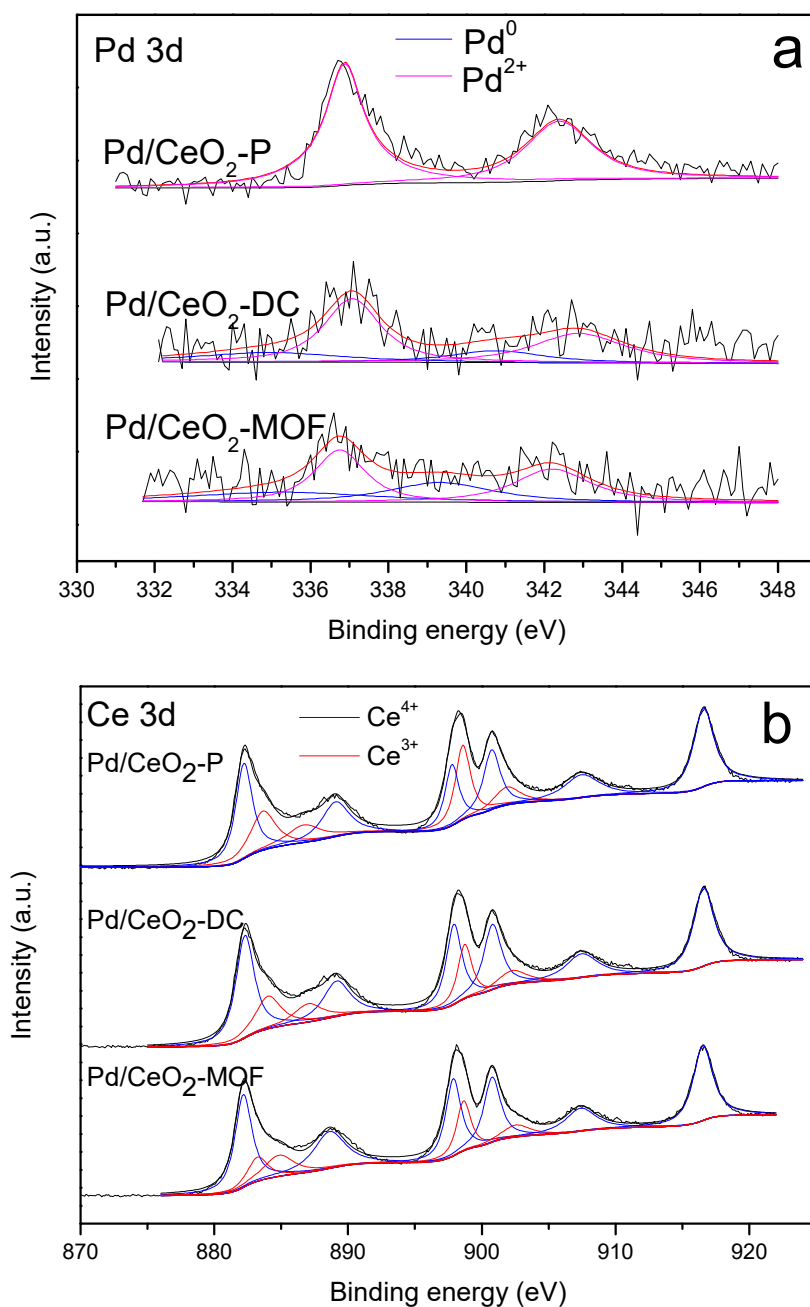 Pd 3d
Pd⁰
Pd²⁺
a
Pd/CeO₂-P
Pd/CeO₂-DC
Pd/CeO₂-MOF
Intensity (a.u.)
330 332 334 336 338 340 342 344 346 348
Binding energy (eV)
Ce 3d
Ce⁴⁺
Ce³⁺
b
Pd/CeO₂-P
Pd/CeO₂-DC
Pd/CeO₂-MOF
Intensity (a.u.)
870 880 890 900 910 920
Binding energy (eV)